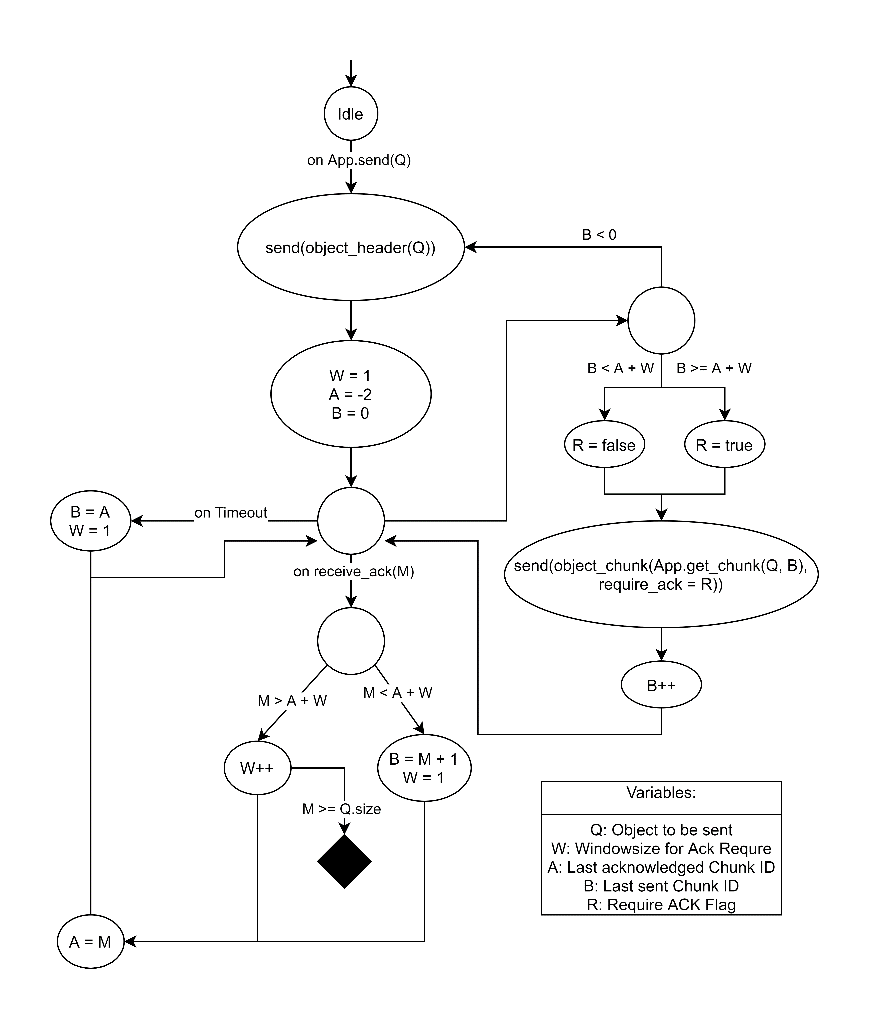 Idle
on App.send(Q)
send(object_header(Q))
B < 0
W = 1
A = -2
B = 0
B < A + W
B >= A + W
R = false
R = true
B = A
W = 1
on Timeout
on receive_ack(M)
send(object_chunk(App.get_chunk(Q, B),
require_ack = R))
M > A + W
M < A + W
B++
W++
B = M + 1
W = 1
M >= Q.size
Variables:
Q: Object to be sent
W: Windowsize for Ack Requre
A: Last acknowledged Chunk ID
B: Last sent Chunk ID
R: Require ACK Flag
A = M